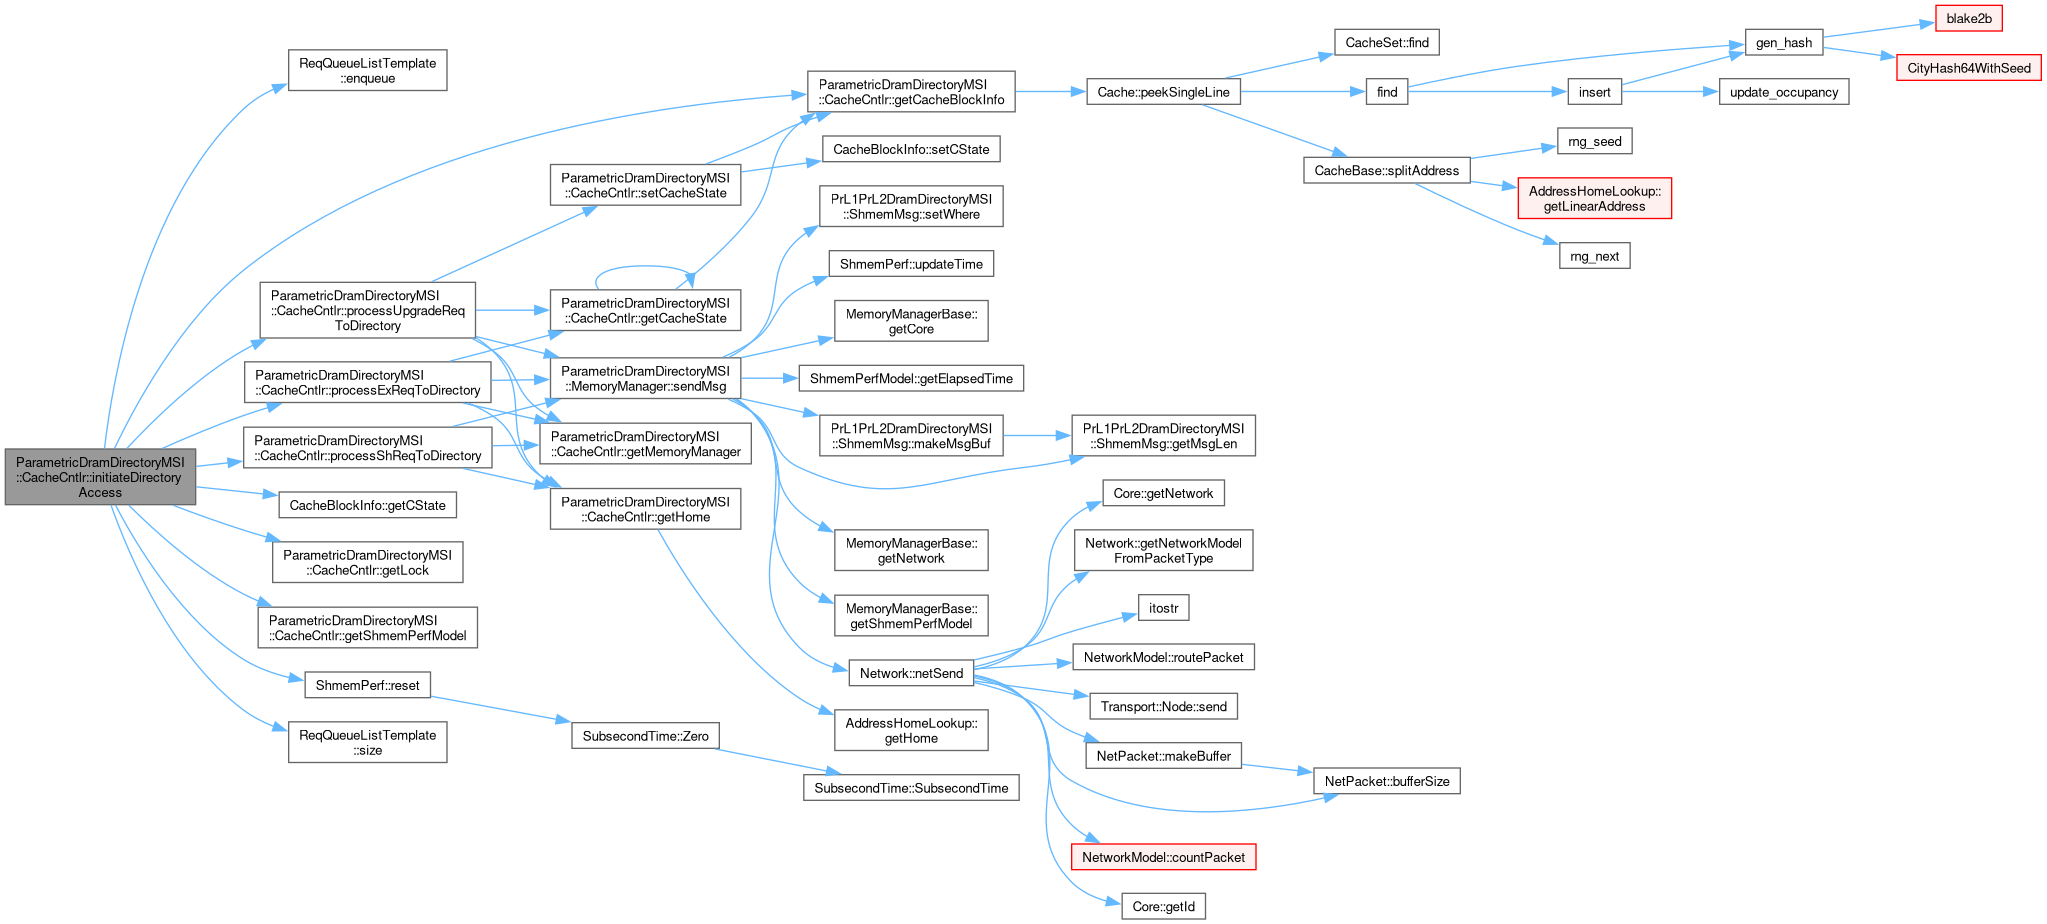 ParametricDramDirectoryMSI
::CacheCntlr::initiateDirectory
Access
ReqQueueListTemplate
::enqueue
ParametricDramDirectoryMSI
::CacheCntlr::processUpgradeReq
ToDirectory
ParametricDramDirectoryMSI
::CacheCntlr::processExReqToDirectory
ParametricDramDirectoryMSI
::CacheCntlr::processShReqToDirectory
CacheBlockInfo::getCState
ParametricDramDirectoryMSI
::CacheCntlr::getLock
ParametricDramDirectoryMSI
::CacheCntlr::getShmemPerfModel
ShmemPerf::reset
ReqQueueListTemplate
::size
ParametricDramDirectoryMSI
::CacheCntlr::setCacheState
ParametricDramDirectoryMSI
::CacheCntlr::getCacheState
ParametricDramDirectoryMSI
::MemoryManager::sendMsg
ParametricDramDirectoryMSI
::CacheCntlr::getMemoryManager
ParametricDramDirectoryMSI
::CacheCntlr::getHome
SubsecondTime::Zero
ParametricDramDirectoryMSI
::CacheCntlr::getCacheBlockInfo
CacheBlockInfo::setCState
PrL1PrL2DramDirectoryMSI
::ShmemMsg::setWhere
ShmemPerf::updateTime
MemoryManagerBase::
getCore
ShmemPerfModel::getElapsedTime
PrL1PrL2DramDirectoryMSI
::ShmemMsg::makeMsgBuf
MemoryManagerBase::
getNetwork
MemoryManagerBase::
getShmemPerfModel
Network::netSend
AddressHomeLookup::
getHome
SubsecondTime::SubsecondTime
Cache::peekSingleLine
PrL1PrL2DramDirectoryMSI
::ShmemMsg::getMsgLen
Core::getNetwork
Network::getNetworkModel
FromPacketType
itostr
NetworkModel::routePacket
Transport::Node::send
NetPacket::makeBuffer
NetworkModel::countPacket
Core::getId
CacheSet::find
find
CacheBase::splitAddress
NetPacket::bufferSize
insert
rng_seed
AddressHomeLookup::
getLinearAddress
rng_next
gen_hash
update_occupancy
blake2b
CityHash64WithSeed